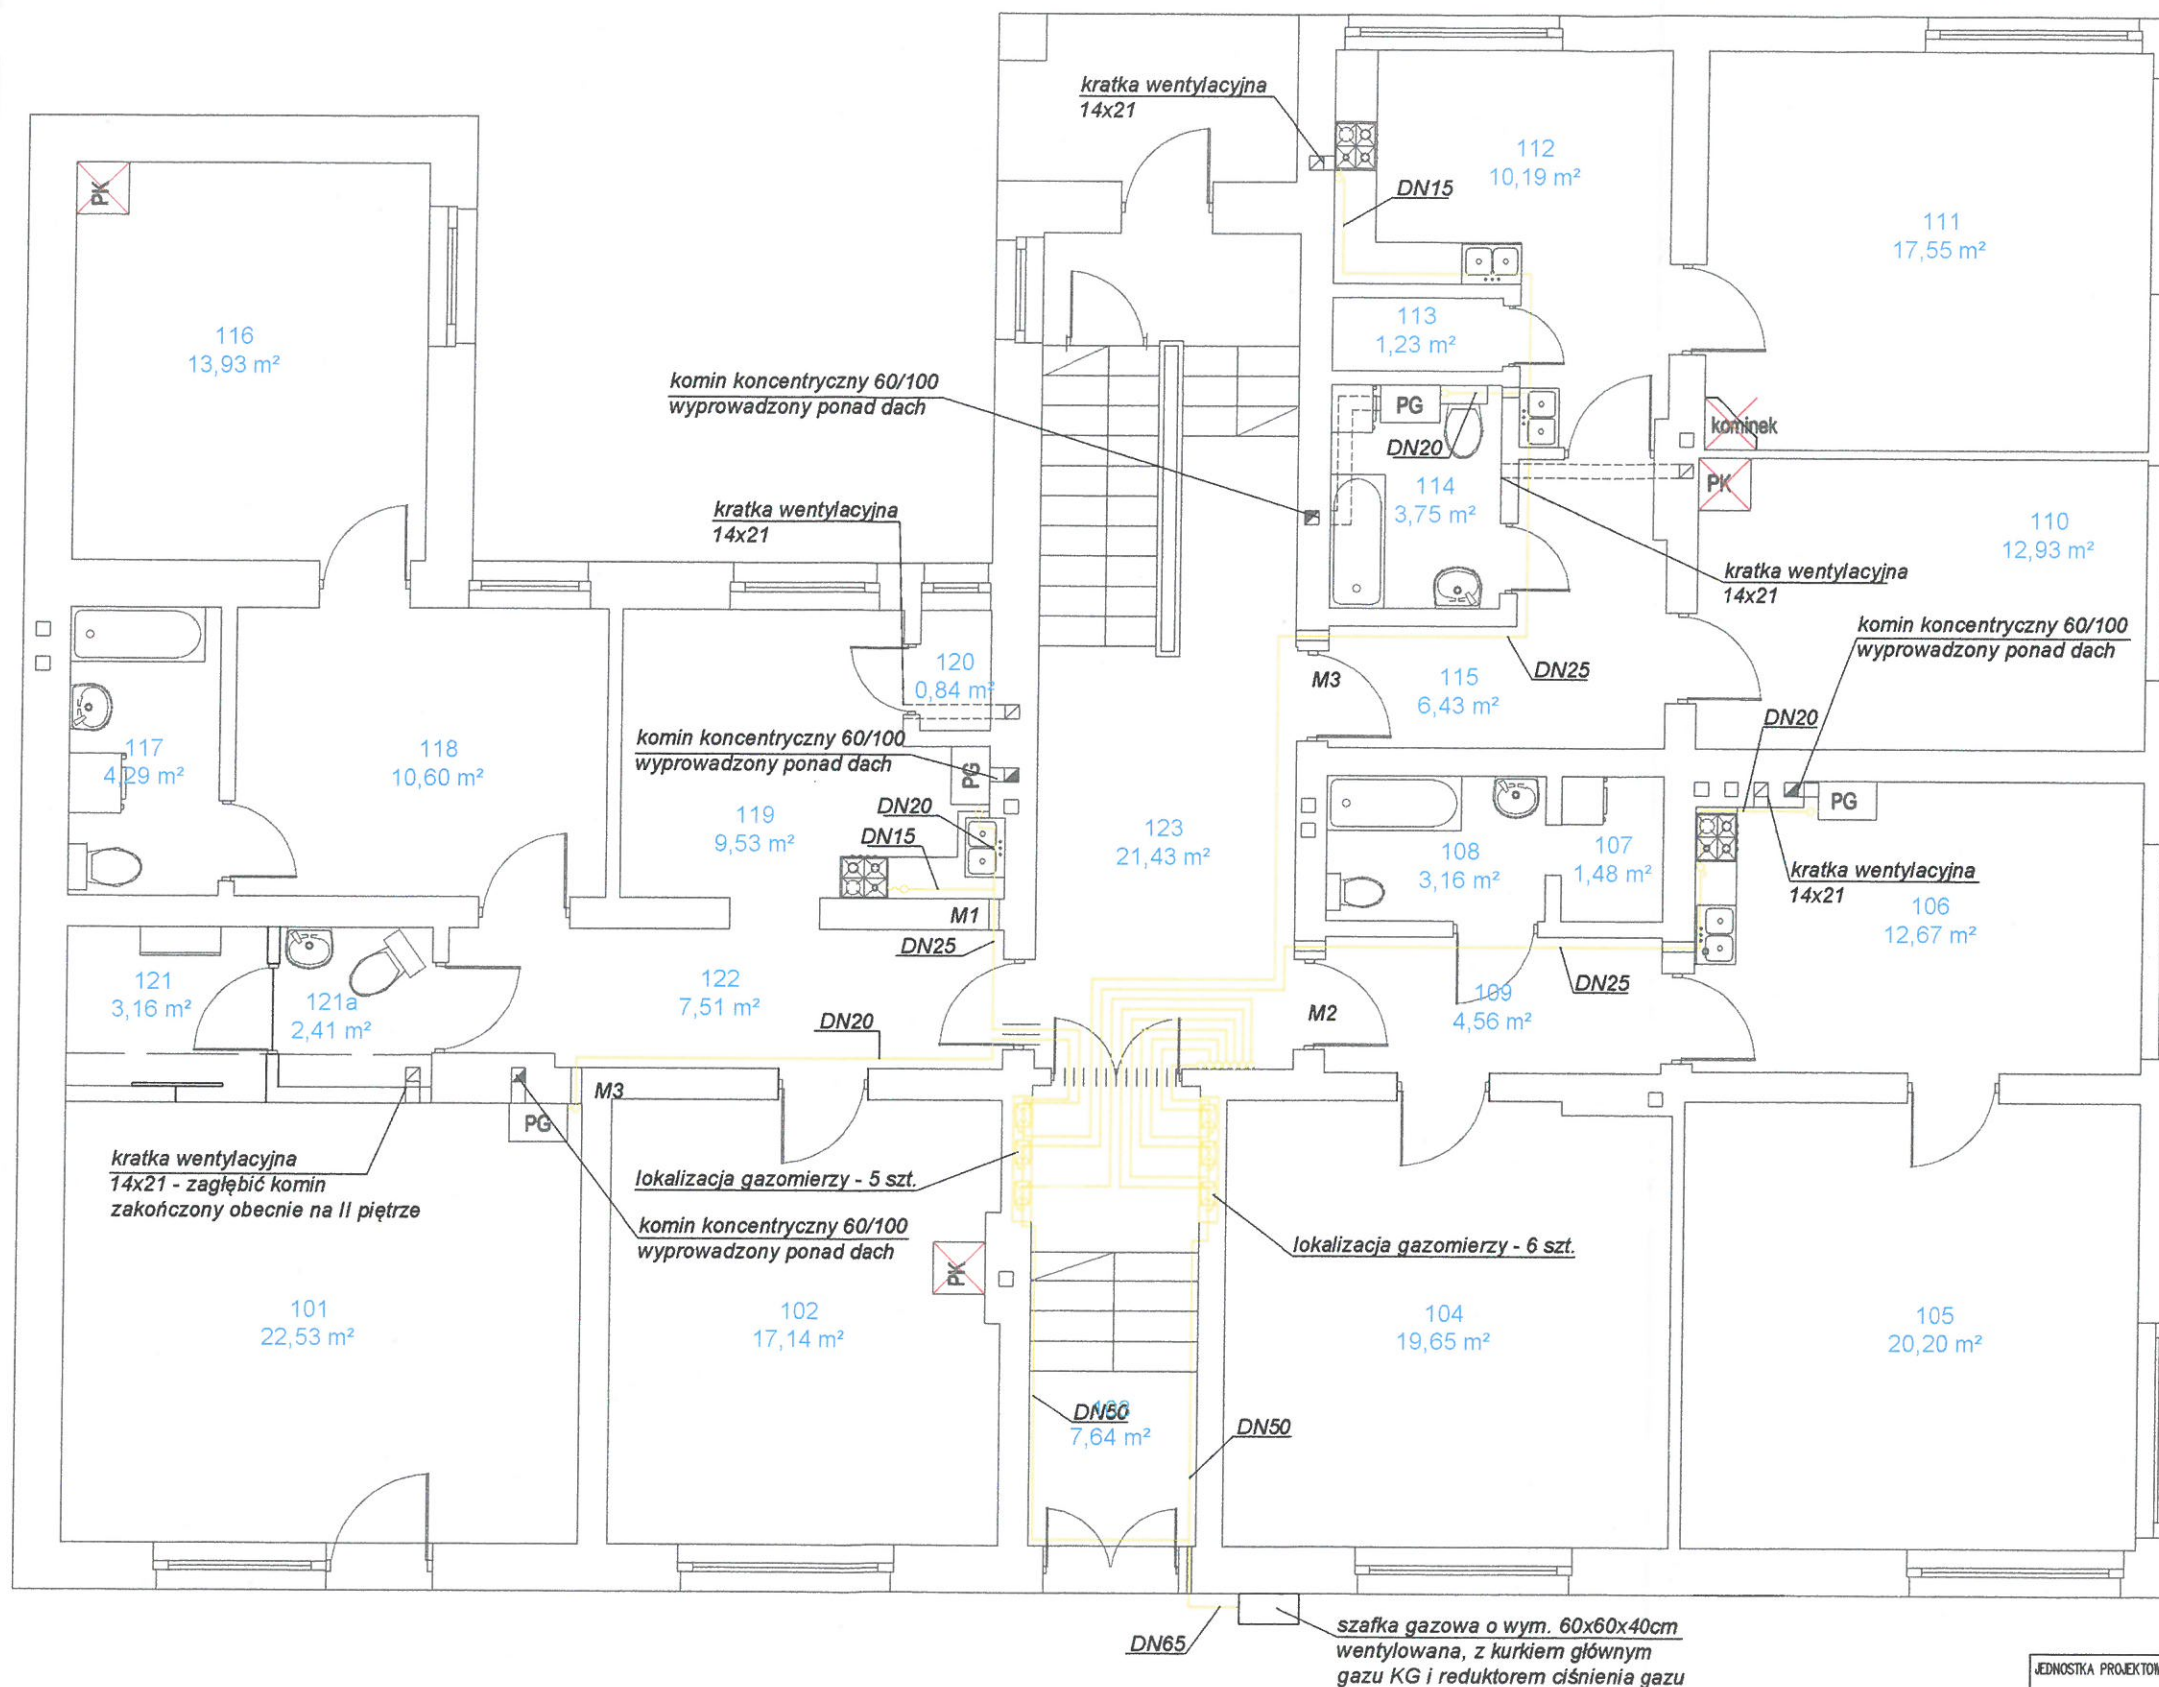 kratka wentylacyjna
14x21
112
10,19 m²
DN15
111
17,55 m²
PK
116
13,93 m²
113
1,23 m²
komin koncentryczny 60/100
wyprowadzony ponad dach
PG
DN20
kominek
PK
114
3,75 m²
kratka wentylacyjna
14x21
110
12,93 m²
kratka wentylacyjna
14x21
komin koncentryczny 60/100
wyprowadzony ponad dach
120
0,84 m²
M3
115
6,43 m²
DN25
DN20
117
4,29 m²
118
10,60 m²
komin koncentryczny 60/100
wyprowadzony ponad dach
PG
PG
DN20
119
9,53 m²
DN15
123
21,43 m²
108
3,16 m²
107
1,48 m²
kratka wentylacyjna
14x21
106
12,67 m²
M1
DN25
121
3,16 m²
121a
2,41 m²
122
7,51 m²
DN20
M2
109
4,56 m²
DN25
M3
PG
kratka wentylacyjna
14x21 - zagłębić komin
zakończony obecnie na II piętrze
lokalizacja gazomierzy - 5 szt.
komin koncentryczny 60/100
wyprowadzony ponad dach
PK
lokalizacja gazomierzy - 6 szt.
101
22,53 m²
102
17,14 m²
104
19,65 m²
105
20,20 m²
DN50
7,64 m²
DN50
DN65
szafka gazowa o wym. 60x60x40cm
wentylowana, z kurkiem głównym
gazu KG i reduktorem ciśnienia gazu
JEDNOSTKA